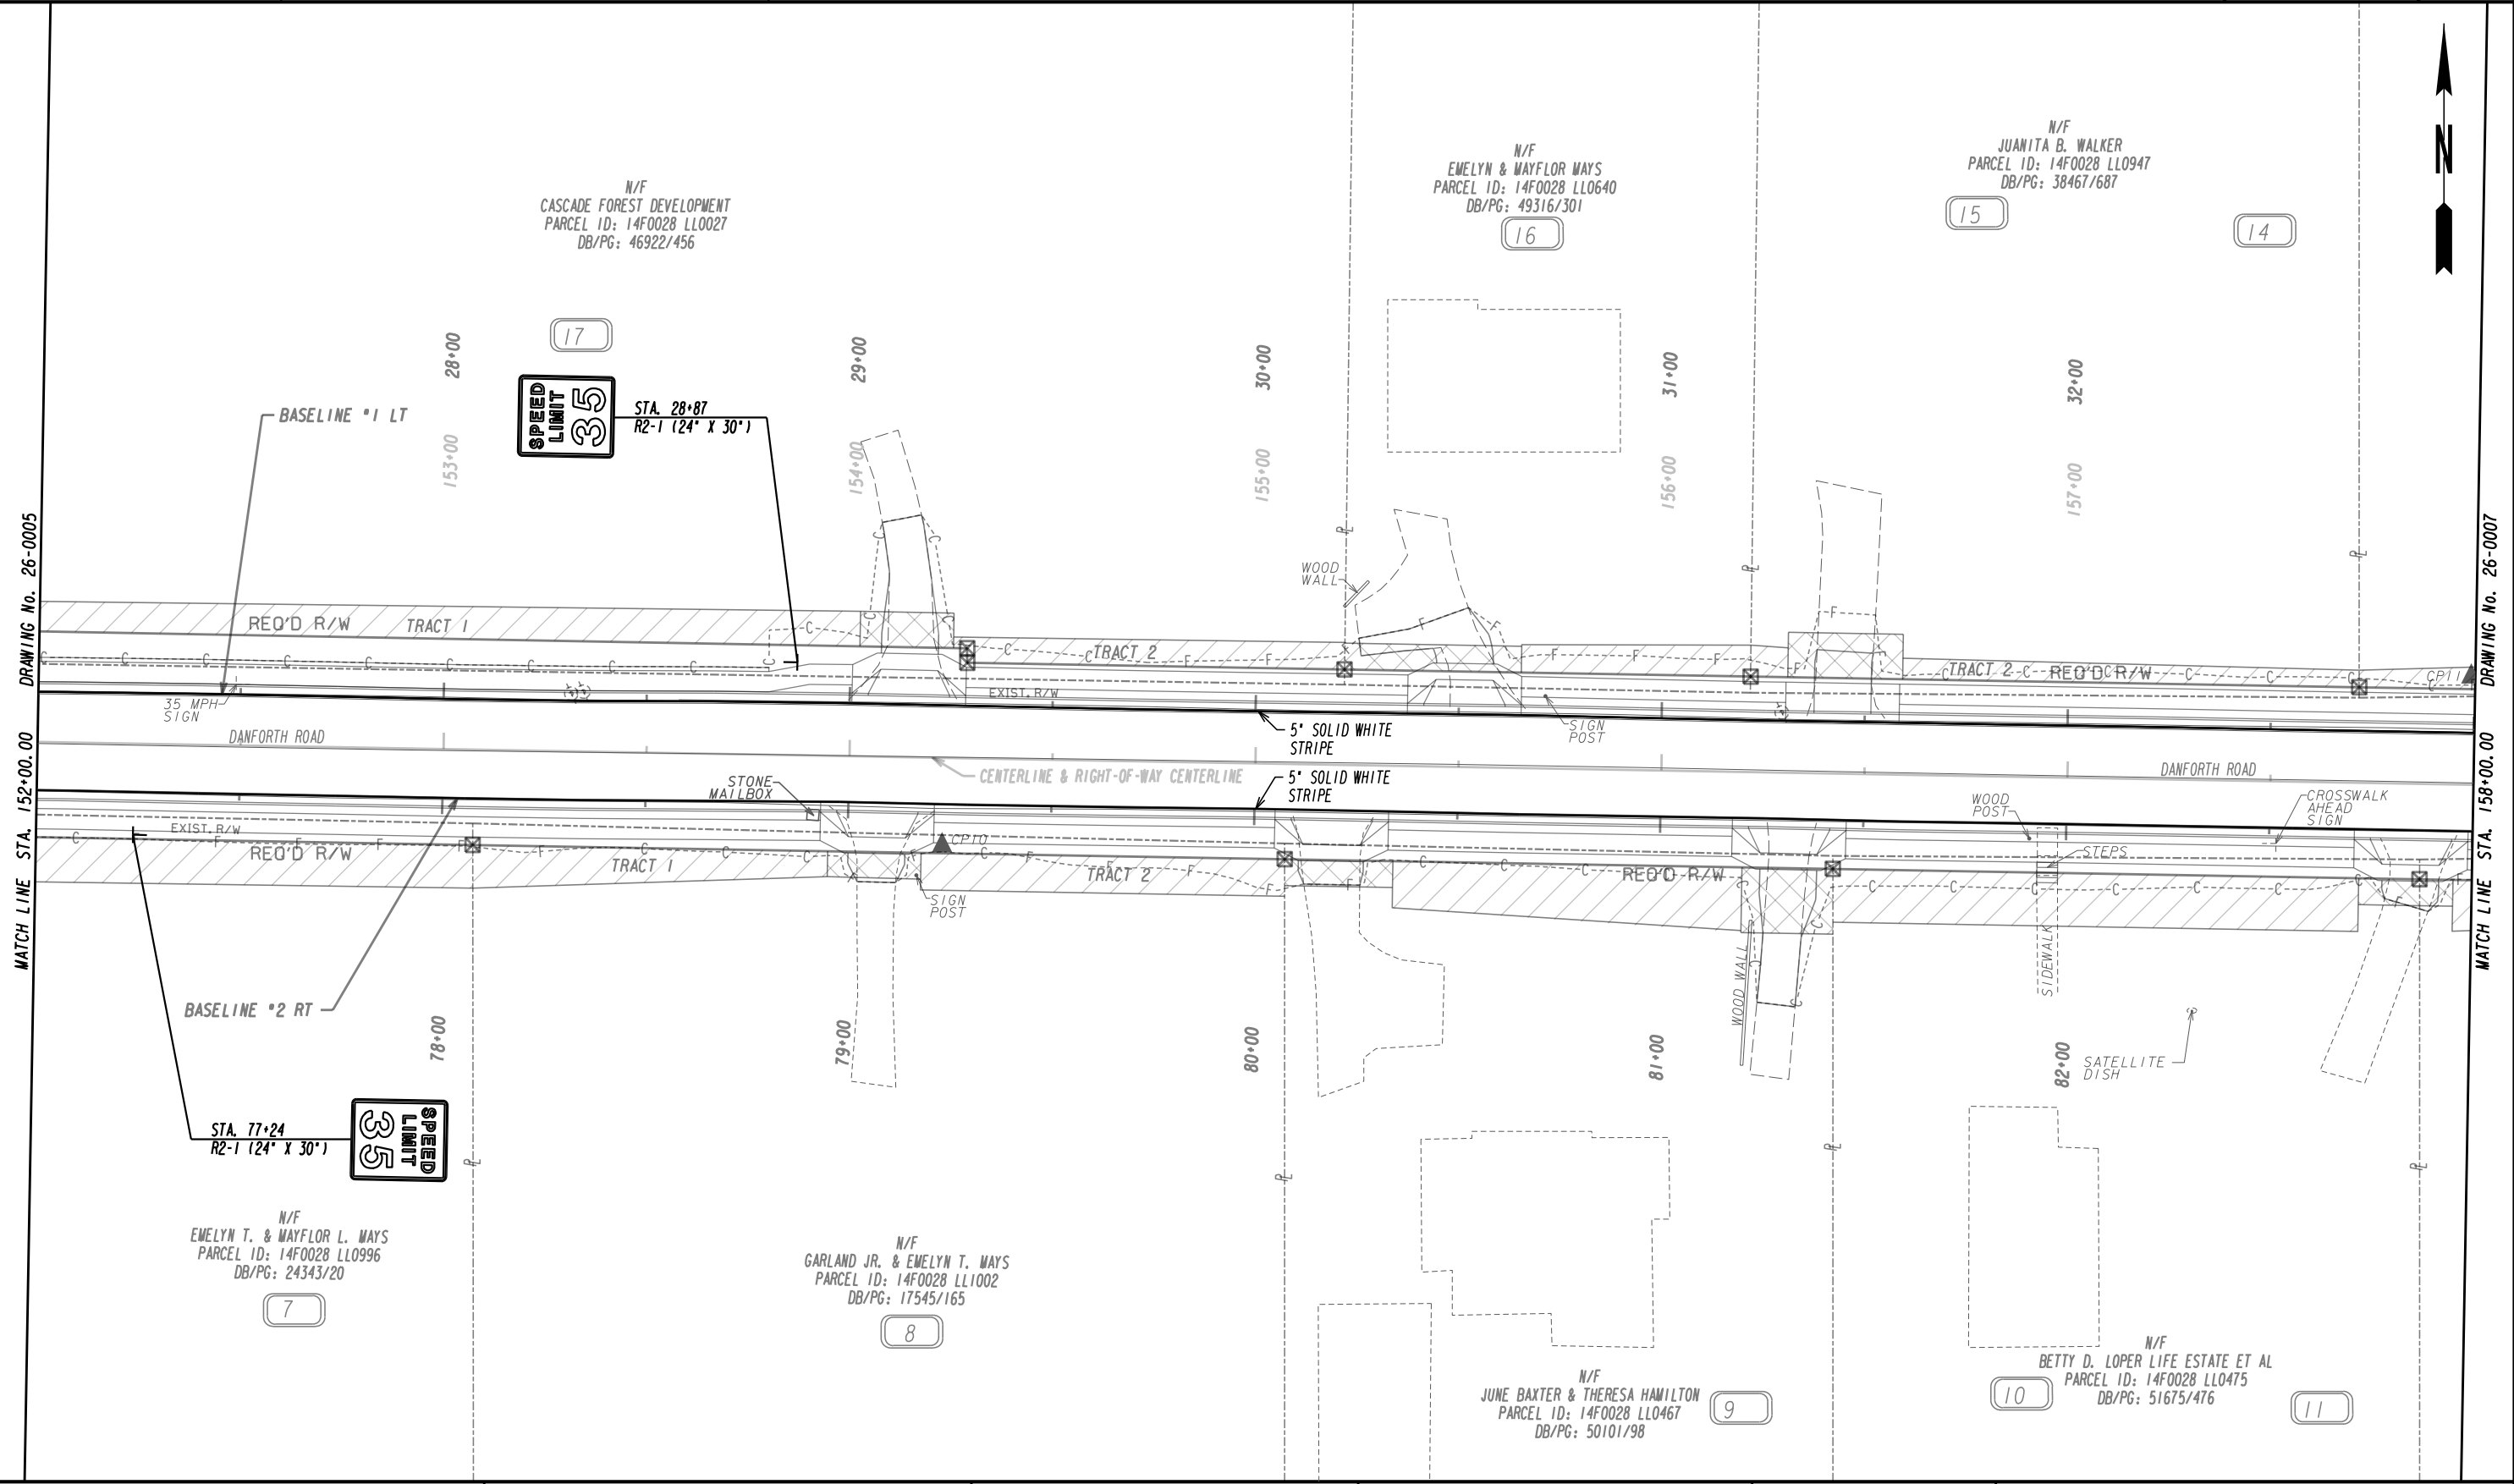 N/F
CASCADE FOREST DEVELOPMENT
PARCEL ID: 14F0028 LL0027
DB/PG: 46922/456
17
N/F
EMELYN & MAYFLOR MAYS
PARCEL ID: 14F0028 LL0640
DB/PG: 49316/301
16
N/F
JUANITA B. WALKER
PARCEL ID: 14F0028 LL0947
DB/PG: 38467/687
15
14
N
28+00
29+00
30+00
31+00
32+00
BASELINE #1 LT
SPEED
LIMIT
35
STA. 28+87
R2-1 (24" X 30")
153+00
154+00
155+00
156+00
157+00
MATCH LINE STA. 152+00.00 DRAWING No. 26-0005
MATCH LINE STA. 158+00.00 DRAWING No. 26-0007
WOOD
WALL
REQ'D R/W
TRACT 1
TRACT 2
TRACT 2
REQ'D R/W
CP11
35 MPH
SIGN
EXIST. R/W
SIGN
POST
DANFORTH ROAD
5" SOLID WHITE
STRIPE
CENTERLINE & RIGHT-OF-WAY CENTERLINE
5" SOLID WHITE
STRIPE
DANFORTH ROAD
STONE
MAILBOX
WOOD
POST
CROSSWALK
AHEAD
SIGN
EXIST. R/W
REQ'D R/W
TRACT 1
CP10
SIGN
POST
TRACT 2
REQ'D R/W
STEPS
SIDEWALK
WOOD WALL
BASELINE #2 RT
78+00
79+00
80+00
81+00
82+00
SATELLITE
DISH
STA. 77+24
R2-1 (24" X 30")
SPEED
LIMIT
35
N/F
EMELYN T. & MAYFLOR L. MAYS
PARCEL ID: 14F0028 LL0996
DB/PG: 24343/20
7
N/F
GARLAND JR. & EMELYN T. MAYS
PARCEL ID: 14F0028 LL1002
DB/PG: 17545/165
8
N/F
JUNE BAXTER & THERESA HAMILTON
PARCEL ID: 14F0028 LL0467
DB/PG: 50101/98
9
N/F
BETTY D. LOPER LIFE ESTATE ET AL
PARCEL ID: 14F0028 LL0475
DB/PG: 51675/476
10
11